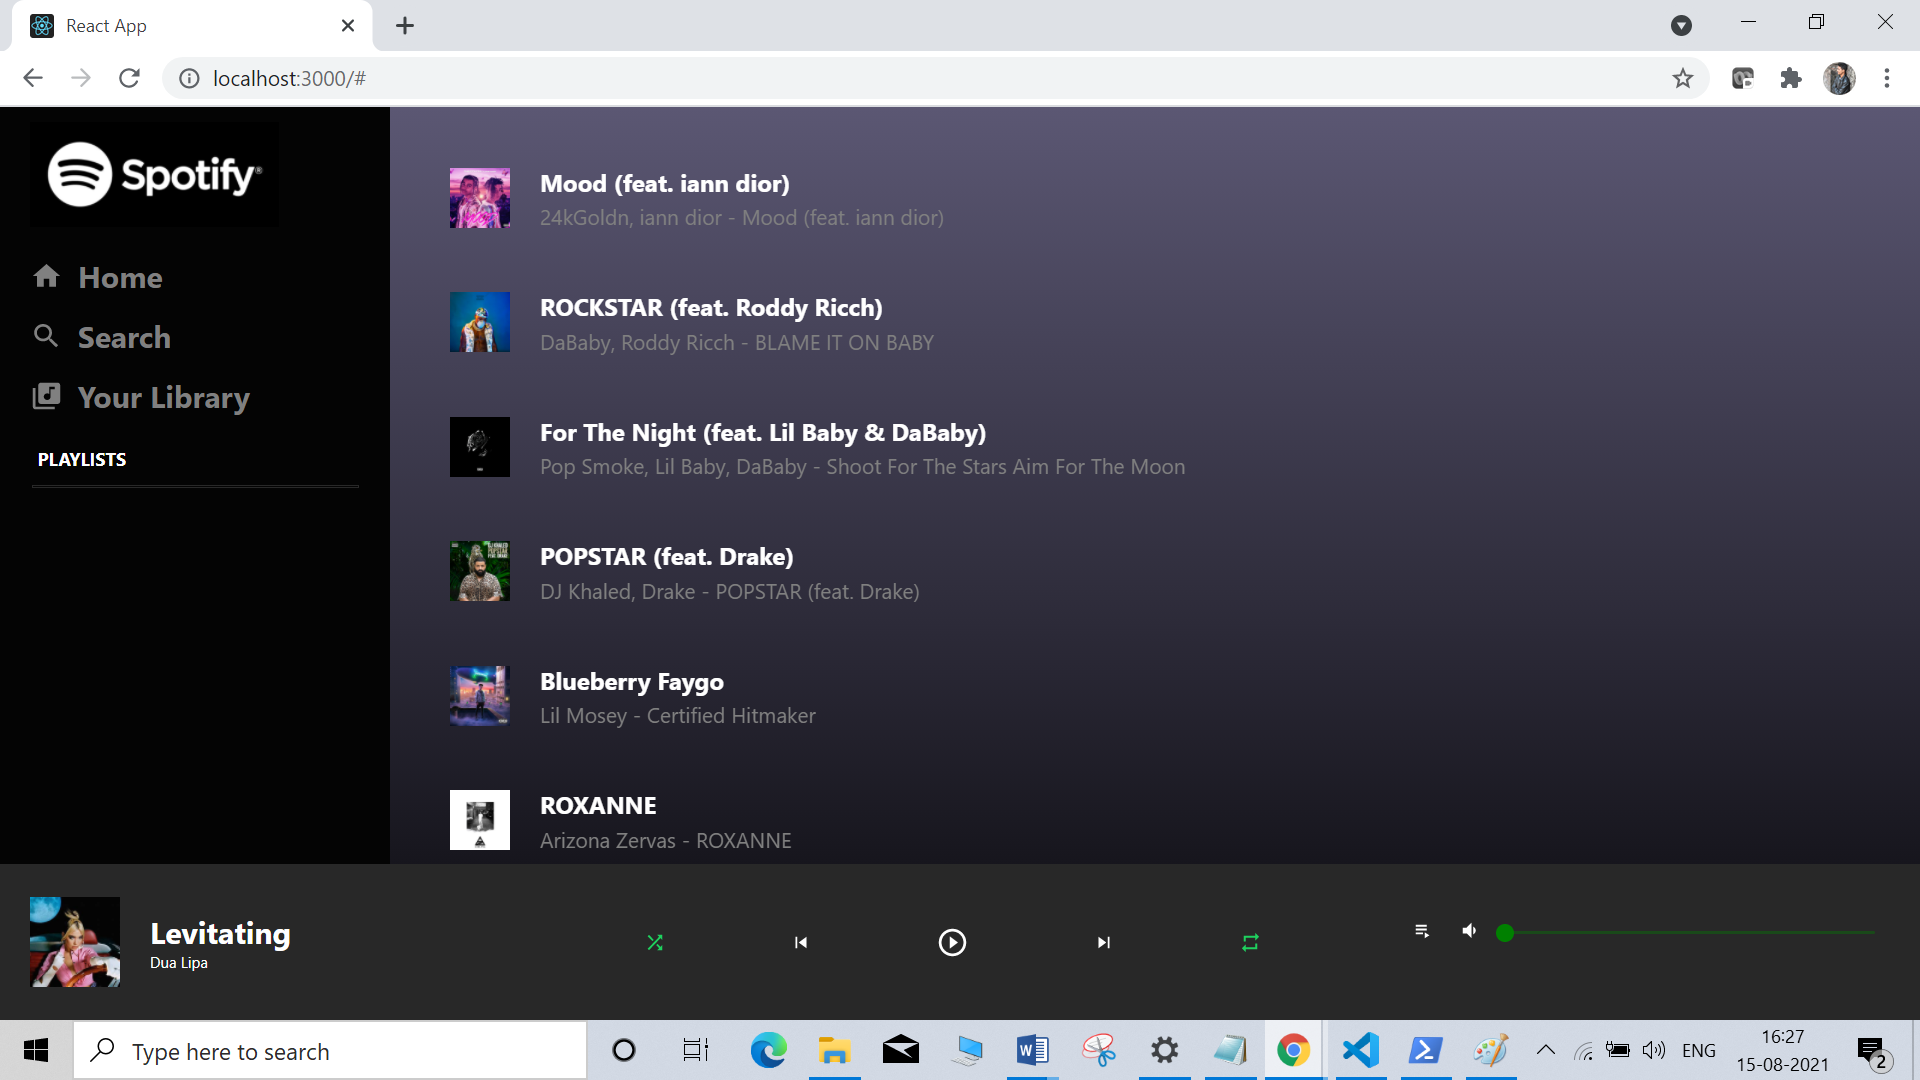 React App
localhost:3000/#
Spotify®
Home
Search
Your Library
PLAYLISTS
Mood (feat. iann dior)
24kGoldn, iann dior - Mood (feat. iann dior)
ROCKSTAR (feat. Roddy Ricch)
DaBaby, Roddy Ricch - BLAME IT ON BABY
For The Night (feat. Lil Baby & DaBaby)
Pop Smoke, Lil Baby, DaBaby - Shoot For The Stars Aim For The Moon
POPSTAR (feat. Drake)
DJ Khaled, Drake - POPSTAR (feat. Drake)
Blueberry Faygo
Lil Mosey - Certified Hitmaker
ROXANNE
Arizona Zervas - ROXANNE
Levitating
Dua Lipa
Type here to search
ENG
16:27
15-08-2021
2